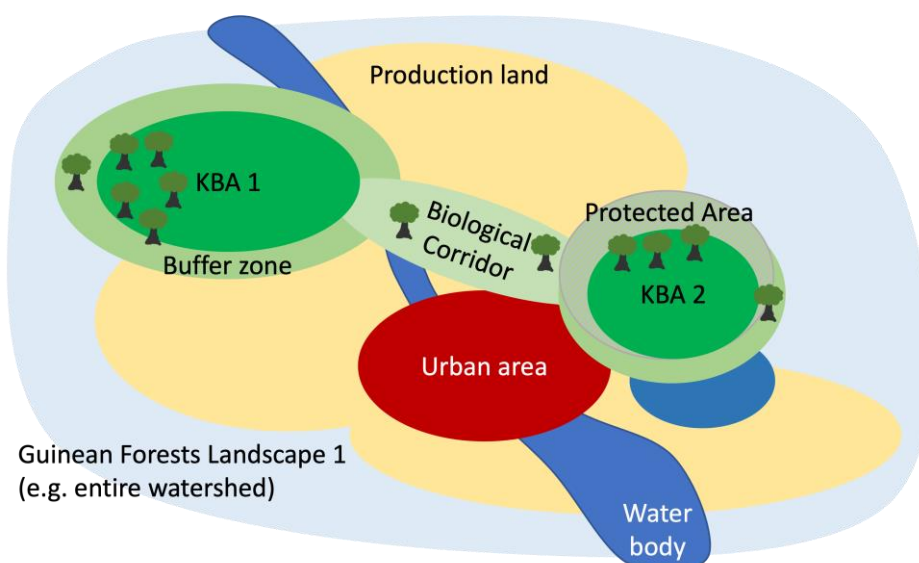 Production land
KBA 1
Buffer zone
Biological
Corridor
Protected Area
KBA 2
Urban area
Guinean Forests Landscape 1
(e.g. entire watershed)
Water
body